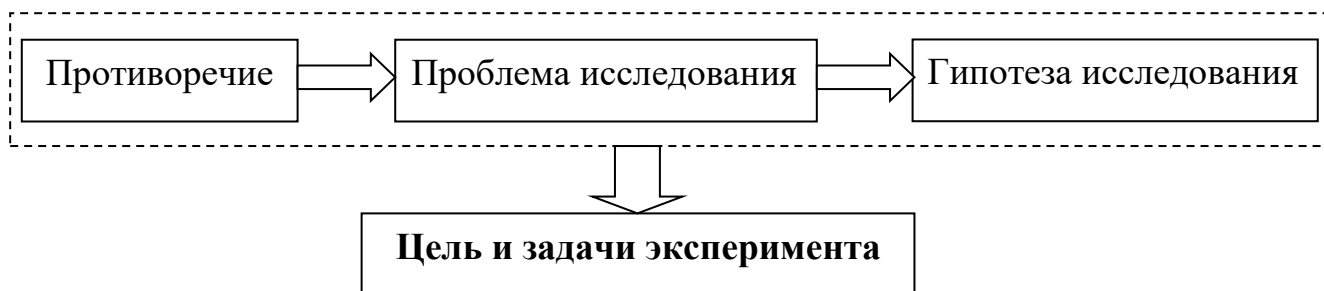 Противоречие
Проблема исследования
Гипотеза исследования
Цель и задачи эксперимента